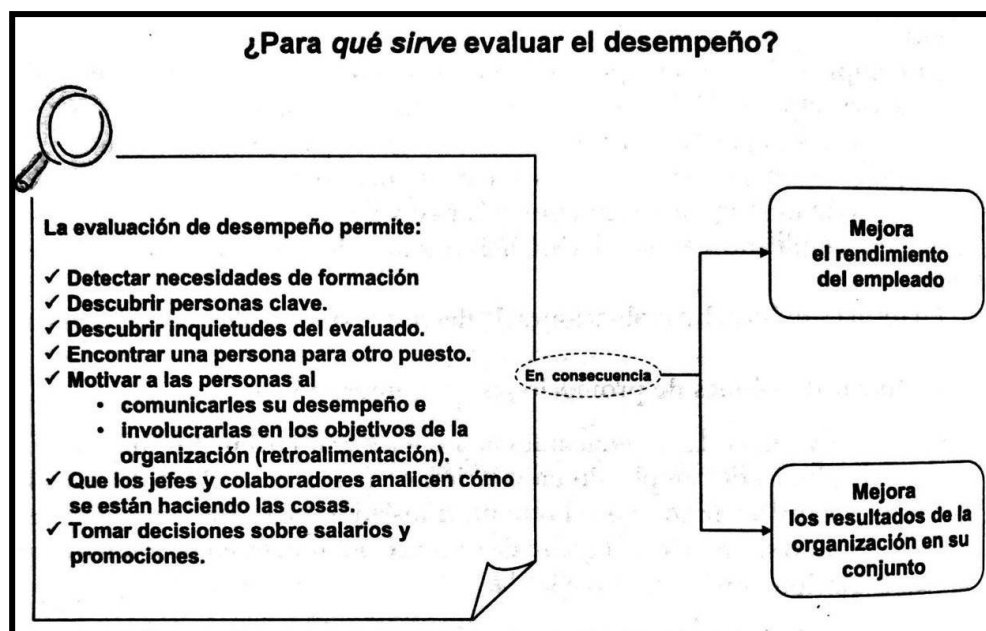 ¿Para qué sirve evaluar el desempeño?
La evaluación de desempeño permite:
✓ Detectar necesidades de formación
✓ Descubrir personas clave.
✓ Descubrir inquietudes del evaluado.
✓ Encontrar una persona para otro puesto.
✓ Motivar a las personas al
• comunicarles su desempeño e
• involucrarlas en los objetivos de la
organización (retroalimentación).
✓ Que los jefes y colaboradores analicen cómo
se están haciendo las cosas.
✓ Tomar decisiones sobre salarios y
promociones.
En consecuencia
Mejora
el rendimiento
del empleado
Mejora
los resultados de la
organización en su
conjunto